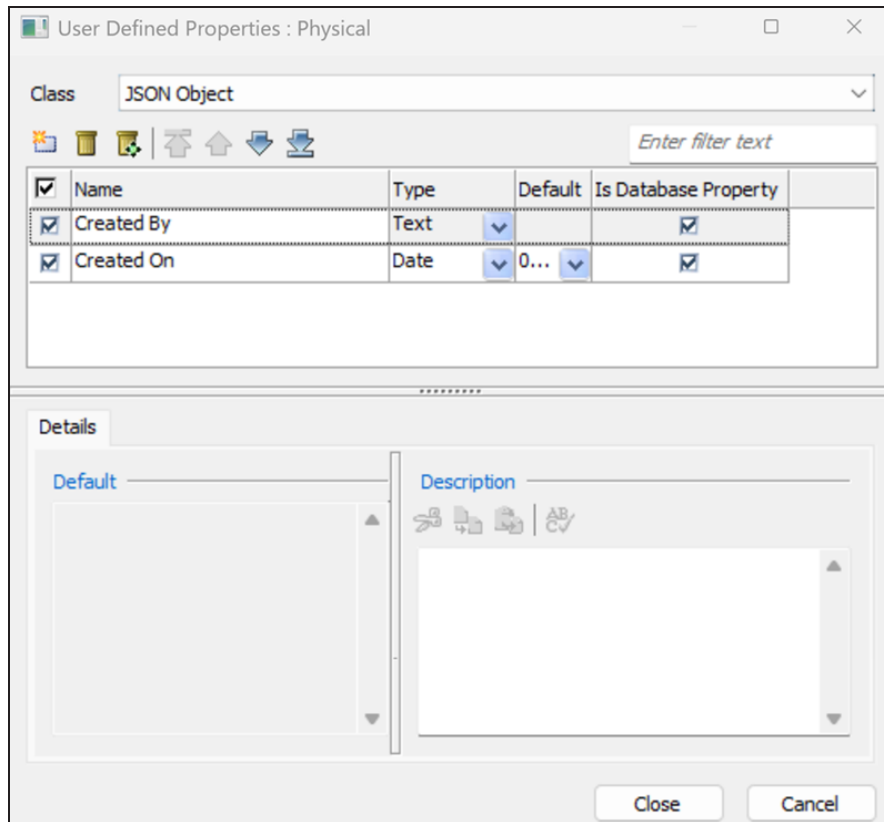 User Defined Properties : Physical
Class JSON Object
Enter filter text
Name Type Default Is Database Property
Created By Text
Created On Date 0...
Details
Default Description
ABC
Close Cancel